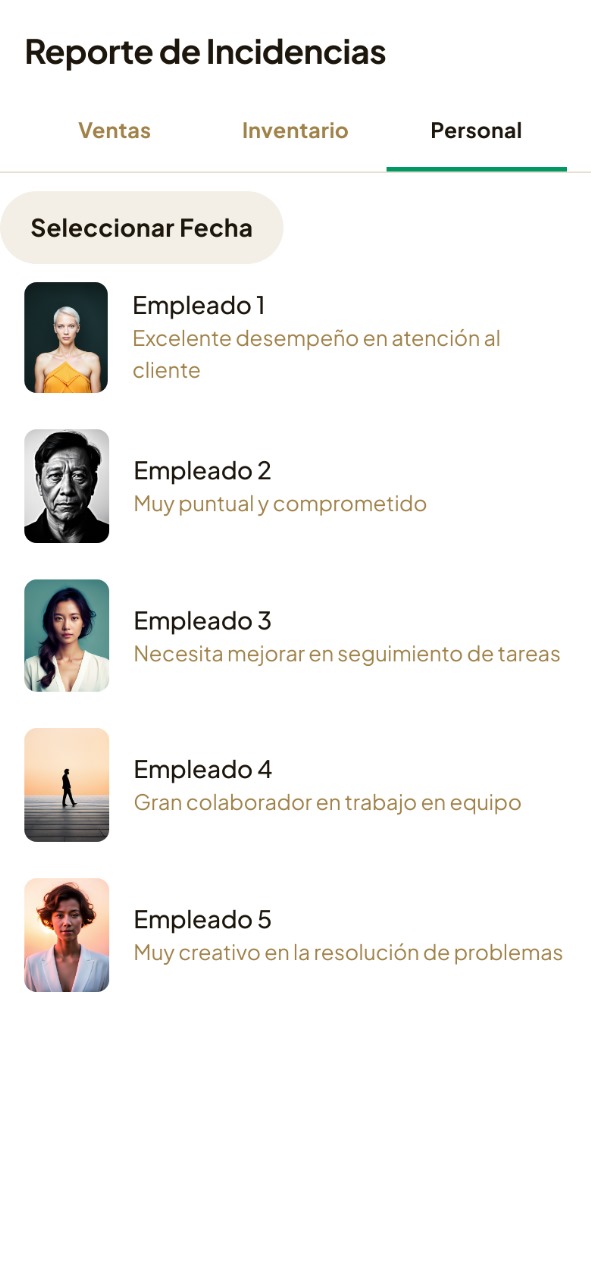 Reporte de Incidencias
Ventas
Inventario
Personal
Seleccionar Fecha
Empleado 1
Excelente desempeño en atención al
cliente
Empleado 2
Muy puntual y comprometido
Empleado 3
Necesita mejorar en seguimiento de tareas
Empleado 4
Gran colaborador en trabajo en equipo
Empleado 5
Muy creativo en la resolución de problemas